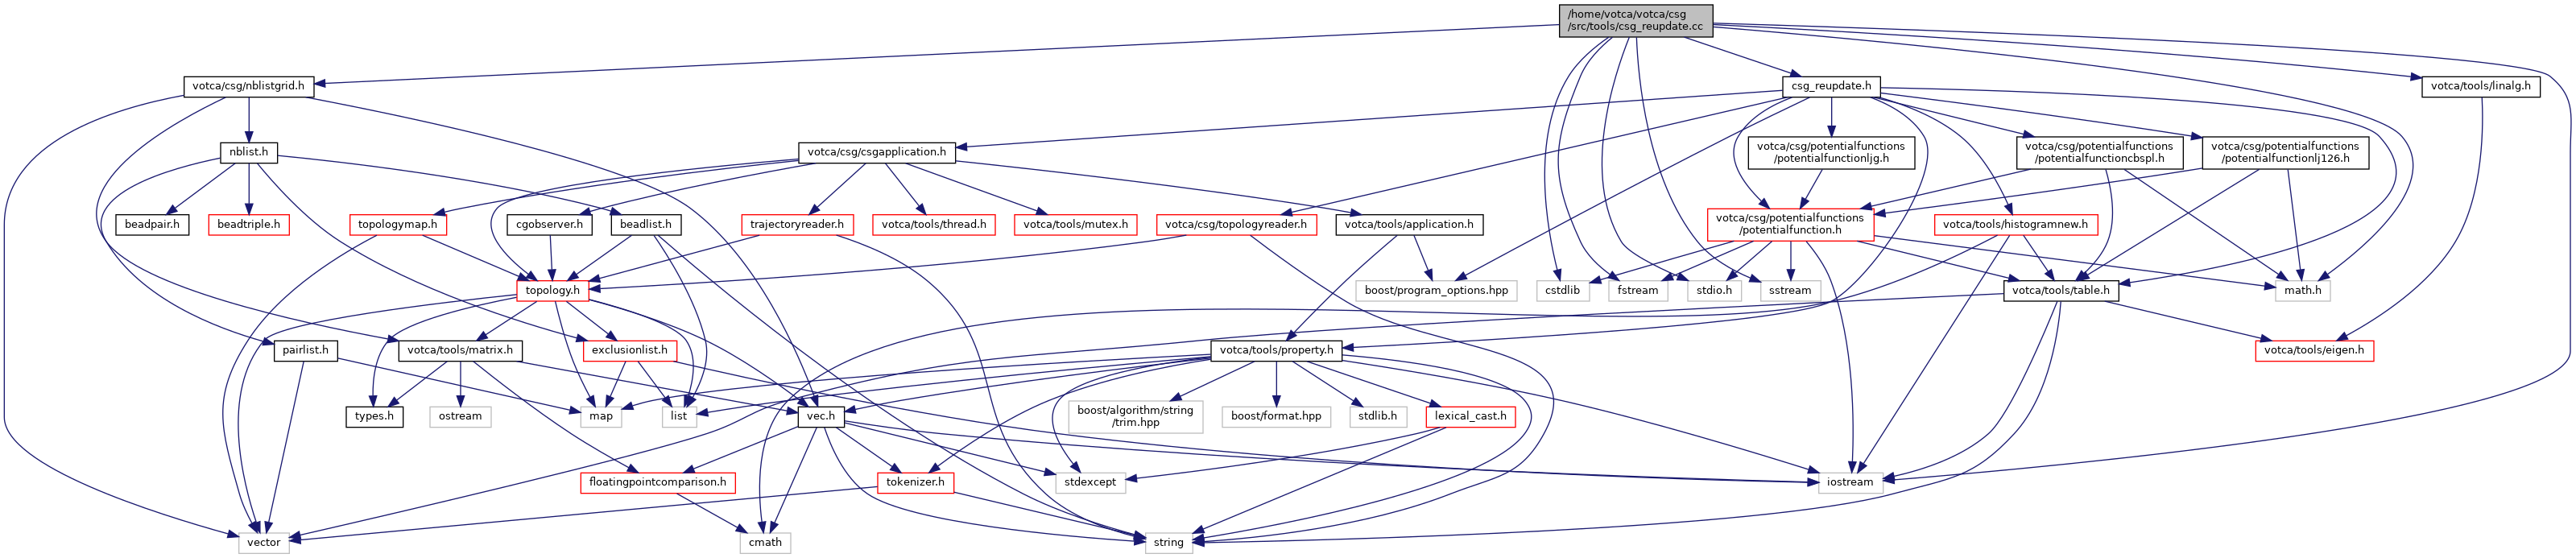 /home/votca/votca/csg
/src/tools/csg_reupdate.cc
votca/csg/nblistgrid.h
csg_reupdate.h
votca/tools/linalg.h
nblist.h
votca/csg/csgapplication.h
votca/csg/potentialfunctions
/potentialfunctionljg.h
votca/csg/potentialfunctions
/potentialfunctioncbspl.h
votca/csg/potentialfunctions
/potentialfunctionlj126.h
beadpair.h
beadtriple.h
topologymap.h
cgobserver.h
beadlist.h
trajectoryreader.h
votca/tools/thread.h
votca/tools/mutex.h
votca/csg/topologyreader.h
votca/tools/application.h
votca/csg/potentialfunctions
/potentialfunction.h
votca/tools/histogramnew.h
topology.h
boost/program_options.hpp
cstdlib
fstream
stdio.h
sstream
votca/tools/table.h
math.h
pairlist.h
votca/tools/matrix.h
exclusionlist.h
votca/tools/property.h
votca/tools/eigen.h
types.h
ostream
map
list
vec.h
boost/algorithm/string
/trim.hpp
boost/format.hpp
stdlib.h
lexical_cast.h
floatingpointcomparison.h
tokenizer.h
stdexcept
iostream
vector
cmath
string